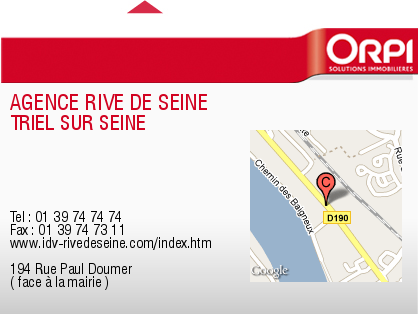 ORPI
SOLUTIONS IMMOBILIÈRES
AGENCE RIVE DE SEINE
TRIEL SUR SEINE
Tel : 01 39 74 74 74
Fax : 01 39 74 73 11
www.idv-rivedeseine.com/index.htm
194 Rue Paul Doumer
( face à la mairie )
Chemin des Baigneux
Rue
C
D190
Google